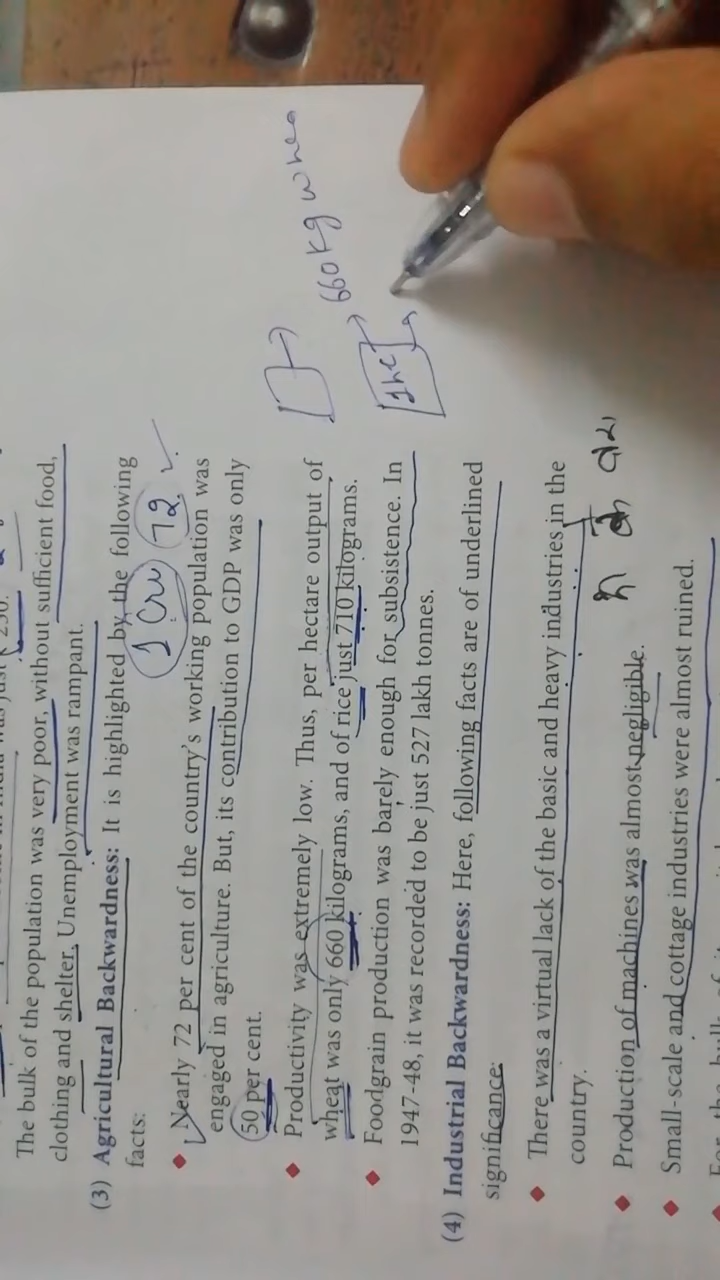 The bulk of the population was very poor, without sufficient food,
clothing and shelter. Unemployment was rampant.
(3) Agricultural Backwardness: It is highlighted by the following
facts:
1 Cru 72
Nearly 72 per cent of the country's working population was
engaged in agriculture. But, its contribution to GDP was only
50 per cent.
Productivity was extremely low. Thus, per hectare output of
wheat was only 660 kilograms, and of rice just 710 kilograms.
660kg whea
Foodgrain production was barely enough for subsistence. In
1947-48, it was recorded to be just 527 lakh tonnes.
1hc
(4) Industrial Backwardness: Here, following facts are of underlined
significance:
There was a virtual lack of the basic and heavy industries in the
country.
Production of machines was almost negligible.
Small-scale and cottage industries were almost ruined.